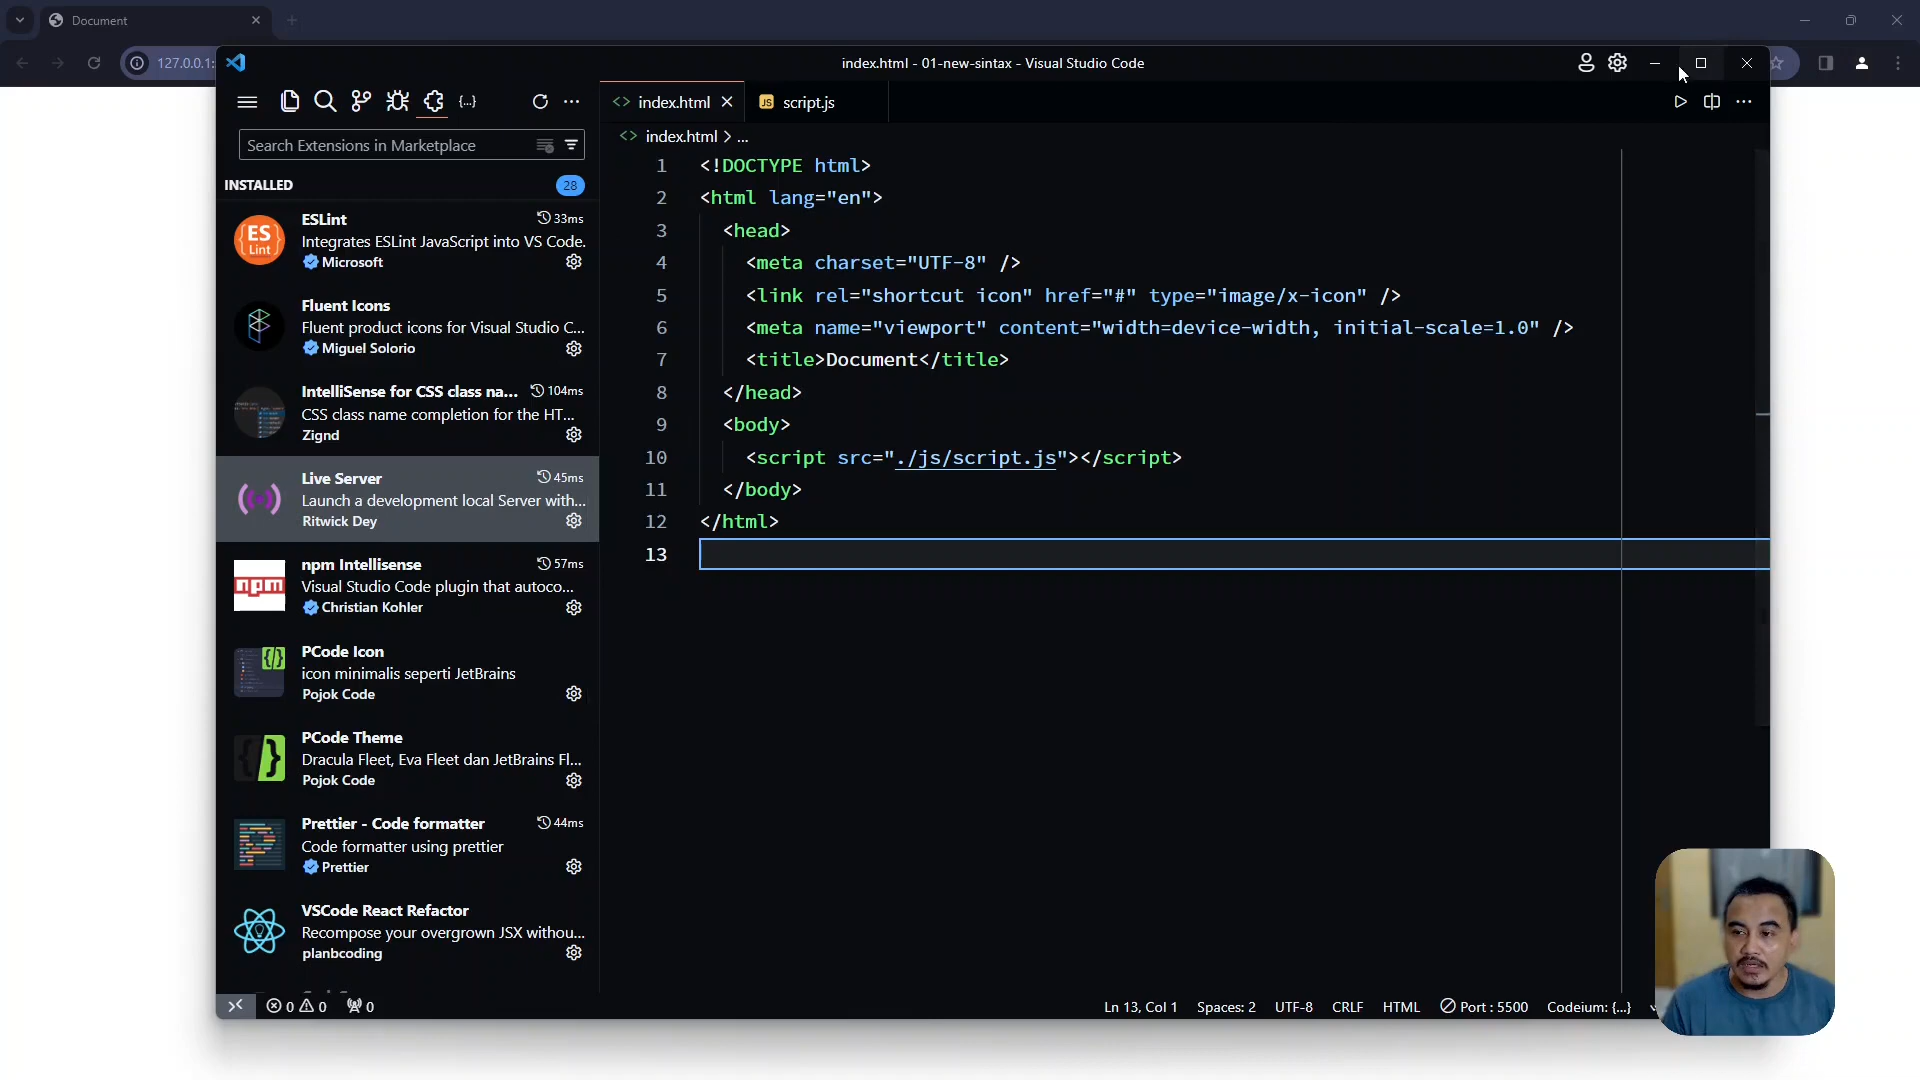 Document
127.0.0.1:
index.html - 01-new-sintax - Visual Studio Code
index.html
JS script.js
Search Extensions in Marketplace
<> index.html > ...
INSTALLED
28
ESLint
33ms
Integrates ESLint JavaScript into VS Code.
Microsoft
ES
Lint
Fluent Icons
Fluent product icons for Visual Studio C...
Miguel Solorio
IntelliSense for CSS class na...
104ms
CSS class name completion for the HT...
Zignd
Live Server
45ms
Launch a development local Server with...
Ritwick Dey
npm Intellisense
57ms
Visual Studio Code plugin that autoco...
Christian Kohler
npm
PCode Icon
icon minimalis seperti JetBrains
Pojok Code
PCode Theme
Dracula Fleet, Eva Fleet dan JetBrains Fl...
Pojok Code
Prettier - Code formatter
44ms
Code formatter using prettier
Prettier
VSCode React Refactor
Recompose your overgrown JSX withou...
planbcoding
1 <!DOCTYPE html>
2 <html lang="en">
3 <head>
4 <meta charset="UTF-8" />
5 <link rel="shortcut icon" href="#" type="image/x-icon" />
6 <meta name="viewport" content="width=device-width, initial-scale=1.0" />
7 <title>Document</title>
8 </head>
9 <body>
10 <script src="./js/script.js"></script>
11 </body>
12 </html>
13
0 0 0
Ln 13, Col 1 Spaces: 2 UTF-8 CRLF HTML Port : 5500 Codeium: {...}